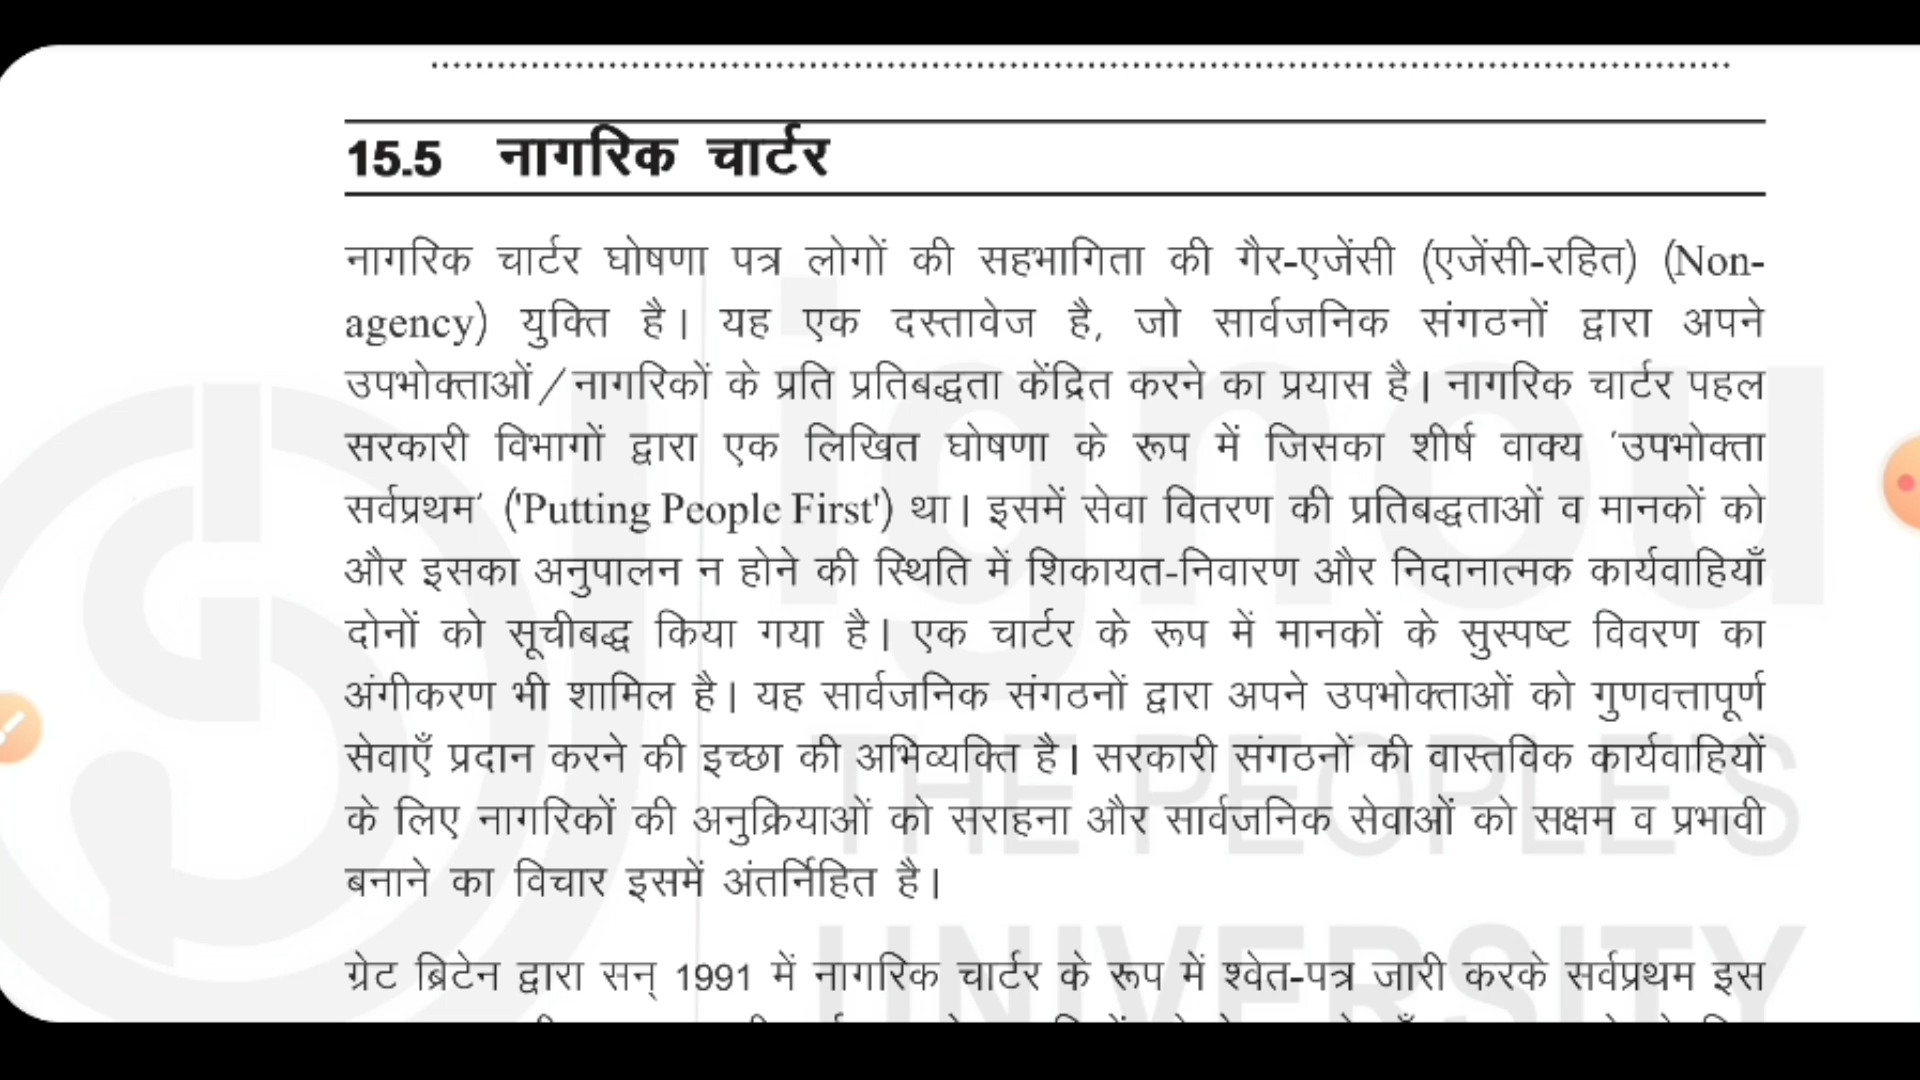 15.5 नागरिक चार्टर
नागरिक चार्टर घोषणा पत्र लोगों की सहभागिता की गैर-एजेंसी (एजेंसी-रहित) (Non-
agency) युक्ति है। यह एक दस्तावेज है, जो सार्वजनिक संगठनों द्वारा अपने
उपभोक्ताओं/नागरिकों के प्रति प्रतिबद्धता केंद्रित करने का प्रयास है। नागरिक चार्टर पहल
सरकारी विभागों द्वारा एक लिखित घोषणा के रूप में जिसका शीर्ष वाक्य 'उपभोक्ता
सर्वप्रथम' ('Putting People First') था। इसमें सेवा वितरण की प्रतिबद्धताओं व मानकों को
और इसका अनुपालन न होने की स्थिति में शिकायत-निवारण और निदानात्मक कार्यवाहियाँ
दोनों को सूचीबद्ध किया गया है। एक चार्टर के रूप में मानकों के सुस्पष्ट विवरण का
अंगीकरण भी शामिल है। यह सार्वजनिक संगठनों द्वारा अपने उपभोक्ताओं को गुणवत्तापूर्ण
सेवाएँ प्रदान करने की इच्छा की अभिव्यक्ति है। सरकारी संगठनों की वास्तविक कार्यवाहियों
के लिए नागरिकों की अनुक्रियाओं को सराहना और सार्वजनिक सेवाओं को सक्षम व प्रभावी
बनाने का विचार इसमें अंतर्निहित है।
ग्रेट ब्रिटेन द्वारा सन् 1991 में नागरिक चार्टर के रूप में श्वेत-पत्र जारी करके सर्वप्रथम इस
ignou
THE PEOPLE'S
UNIVERSITY